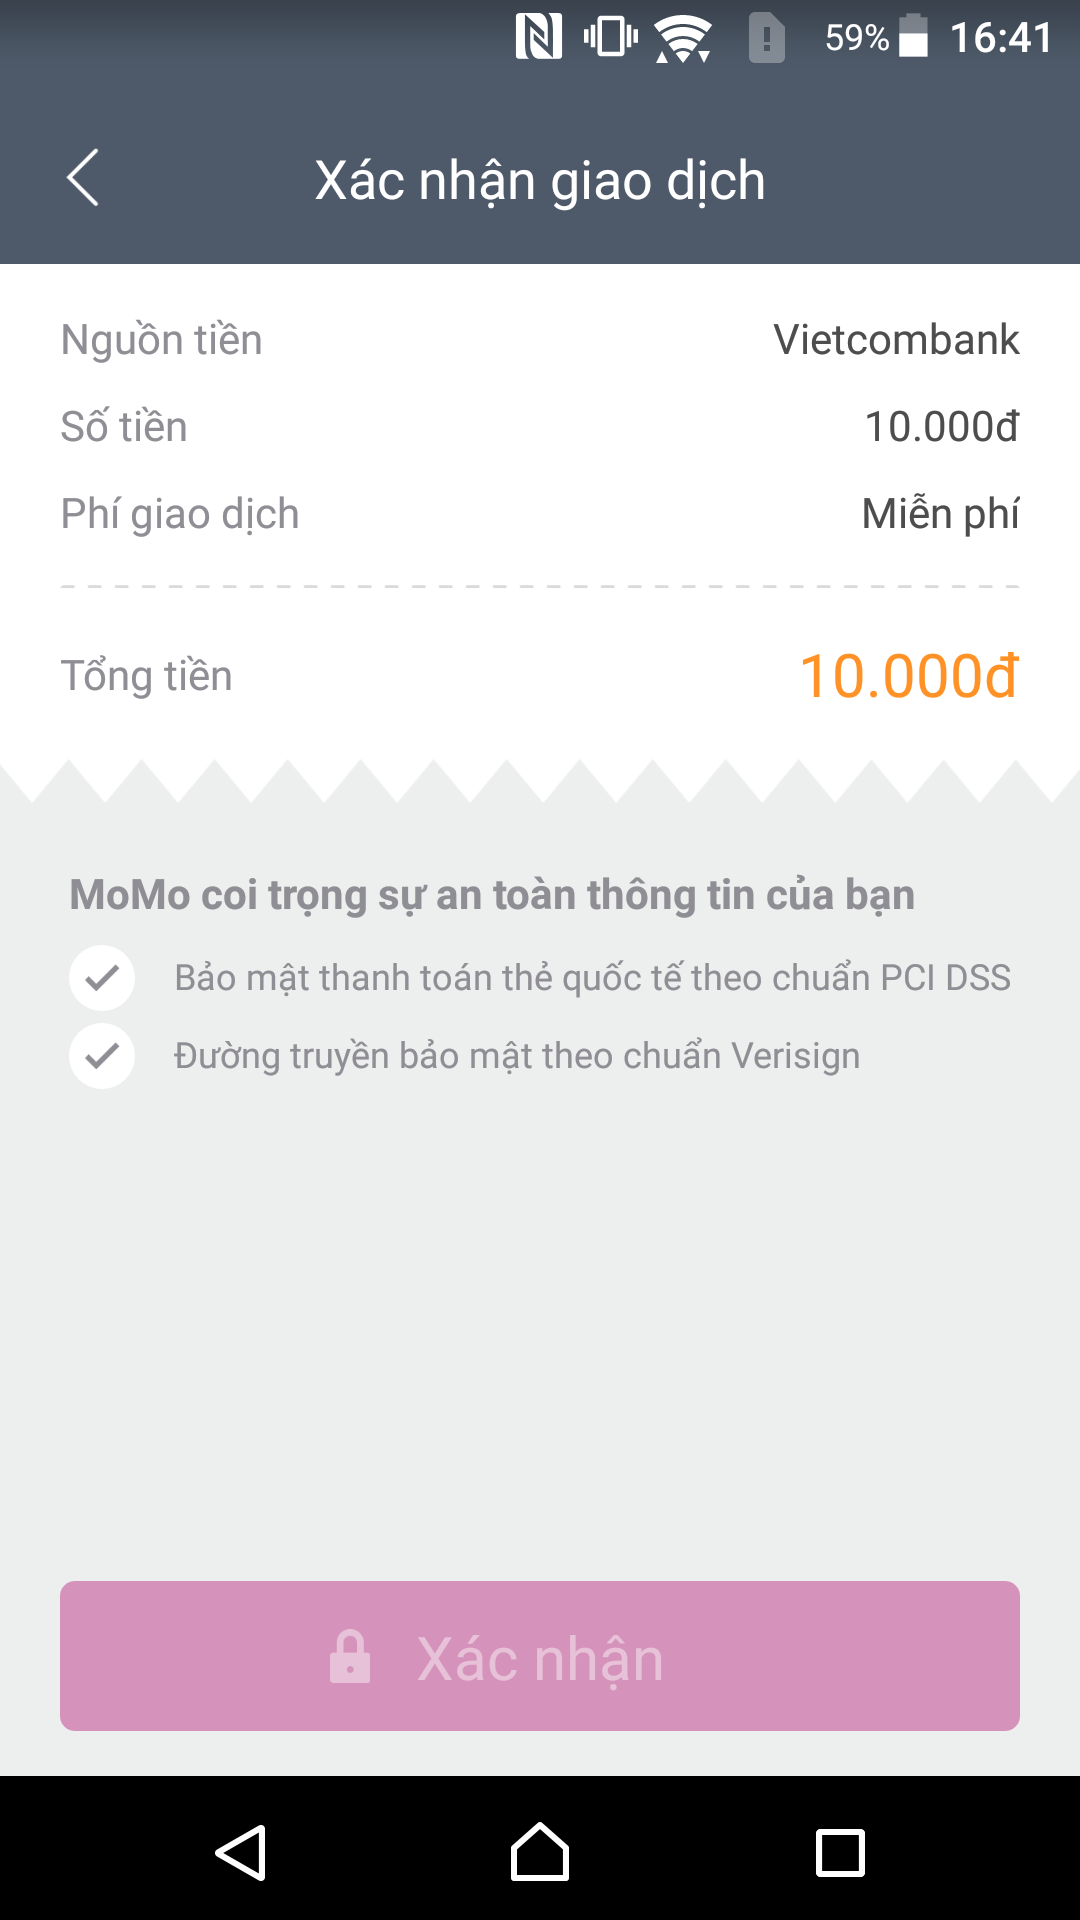 59% 16:41
Xác nhận giao dịch
Nguồn tiền Vietcombank
Số tiền 10.000đ
Phí giao dịch Miễn phí
Tổng tiền 10.000đ
MoMo coi trọng sự an toàn thông tin của bạn
Bảo mật thanh toán thẻ quốc tế theo chuẩn PCI DSS
Đường truyền bảo mật theo chuẩn Verisign
Xác nhận